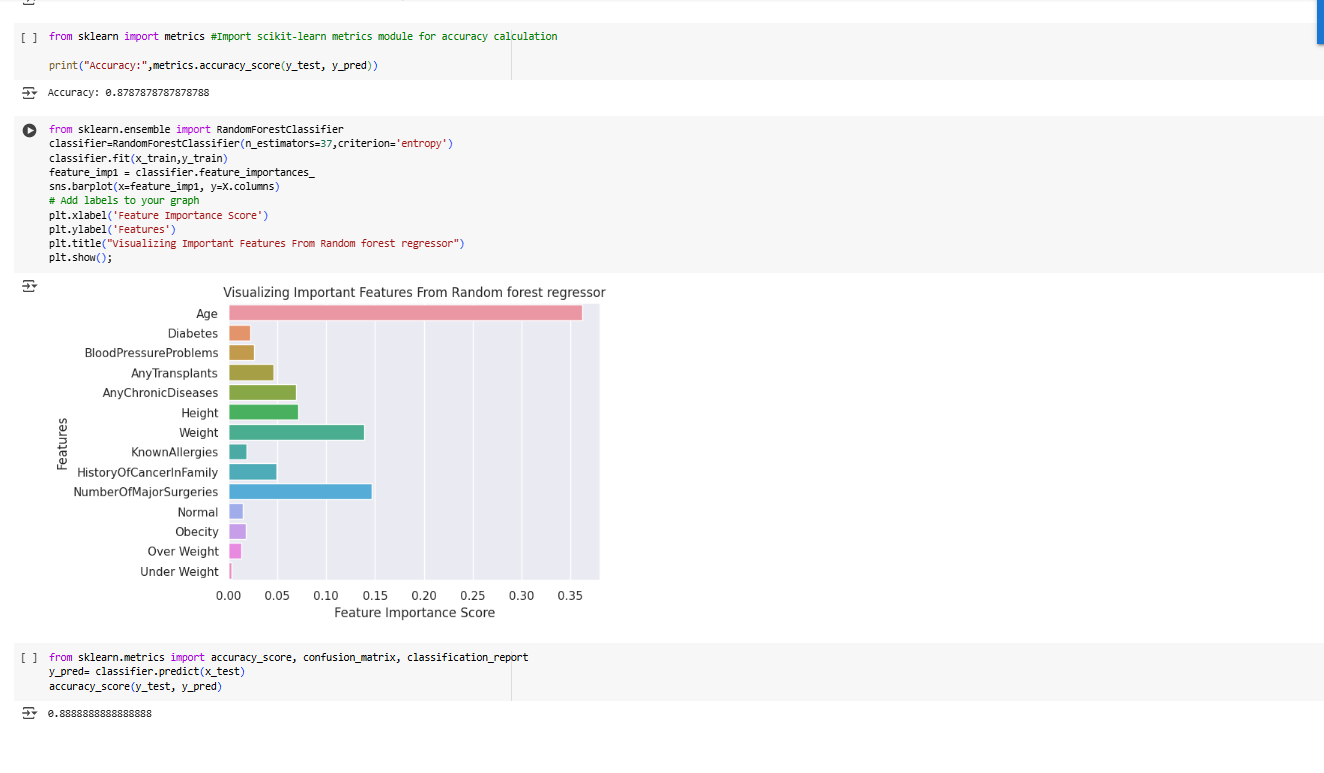 [ ] from sklearn import metrics #Import scikit-learn metrics module for accuracy calculation
print("Accuracy:",metrics.accuracy_score(y_test, y_pred))
Accuracy: 0.8787878787878788
from sklearn.ensemble import RandomForestClassifier
classifier=RandomForestClassifier(n_estimators=37,criterion='entropy')
classifier.fit(x_train,y_train)
feature_imp1 = classifier.feature_importances_
sns.barplot(x=feature_imp1, y=X.columns)
# Add labels to your graph
plt.xlabel('Feature Importance Score')
plt.ylabel('Features')
plt.title("Visualizing Important Features From Random forest regressor")
plt.show();
Visualizing Important Features From Random forest regressor
Age
Diabetes
BloodPressureProblems
AnyTransplants
AnyChronicDiseases
Height
Weight
KnownAllergies
HistoryOfCancerInFamily
NumberOfMajorSurgeries
Normal
Obecity
Over Weight
Under Weight
Features
0.00 0.05 0.10 0.15 0.20 0.25 0.30 0.35
Feature Importance Score
[ ] from sklearn.metrics import accuracy_score, confusion_matrix, classification_report
y_pred= classifier.predict(x_test)
accuracy_score(y_test, y_pred)
0.8888888888888888